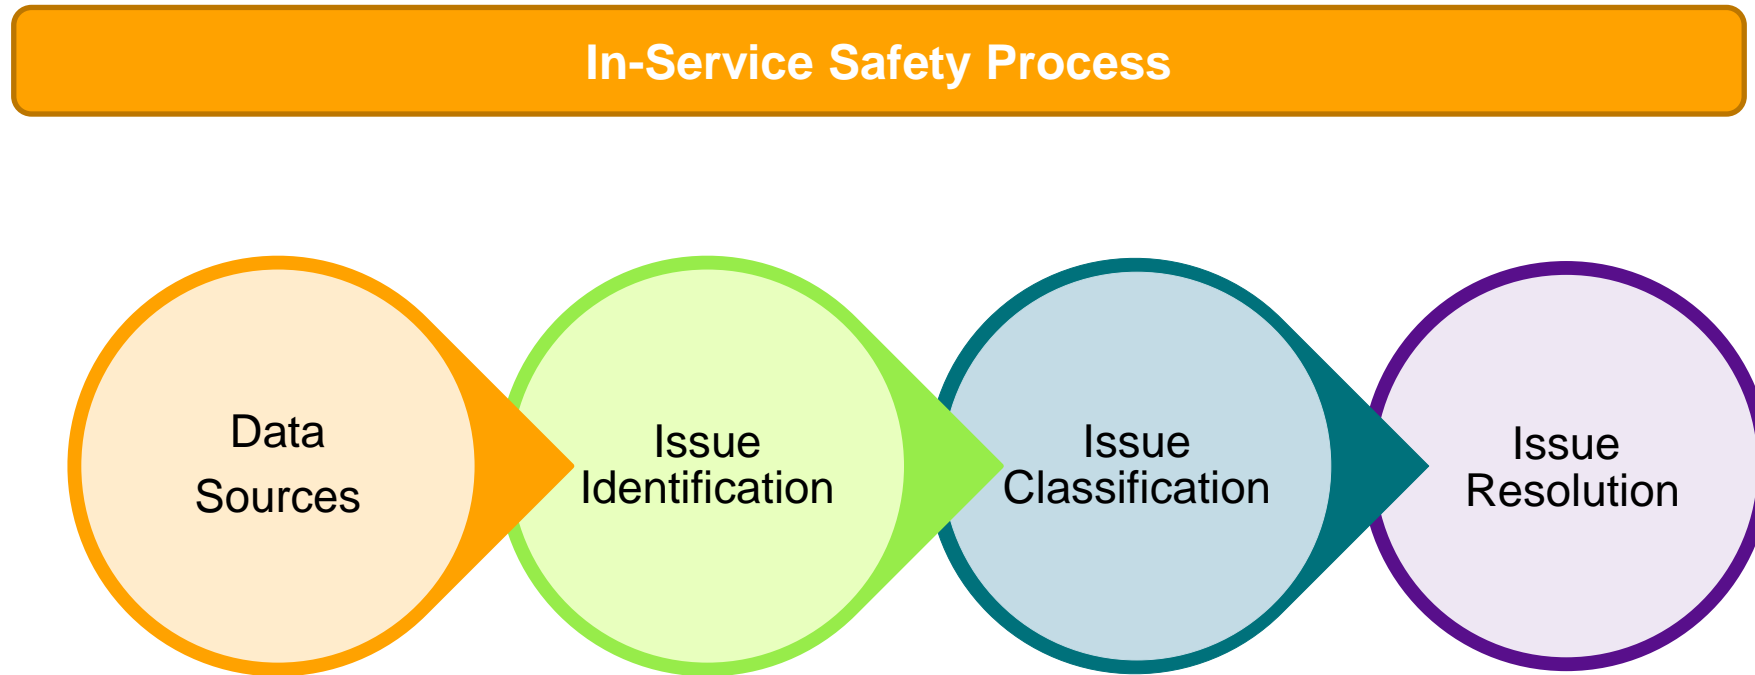 In-Service Safety Process
Data
Sources
Issue
Identification
Issue
Classification
Issue
Resolution